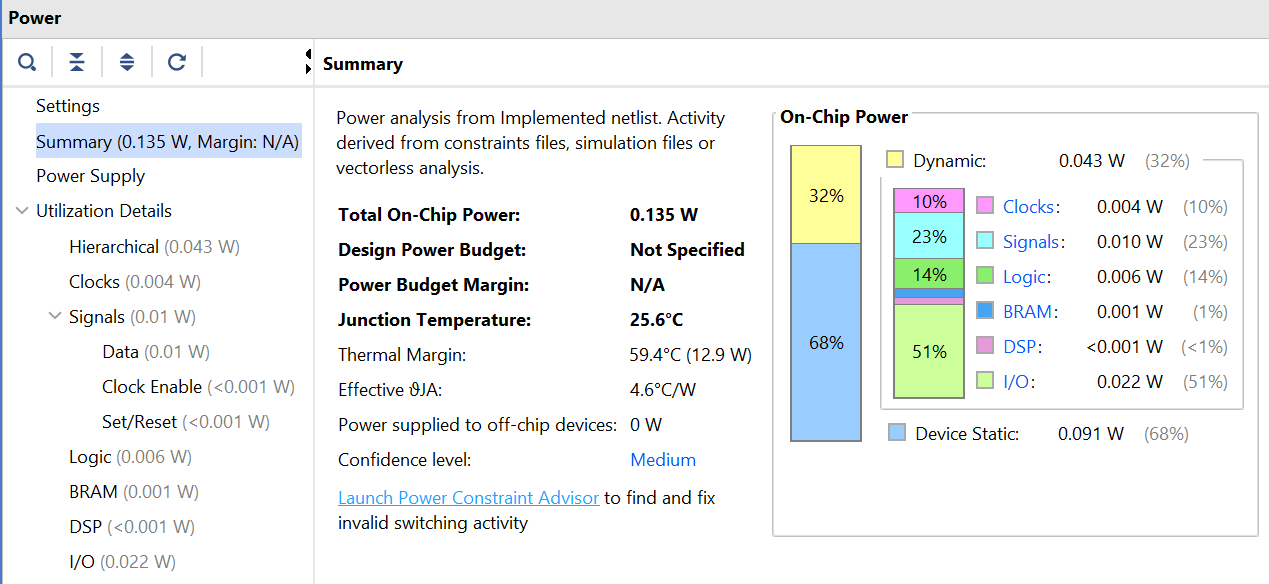 Power
Summary
Settings
Summary (0.135 W, Margin: N/A)
Power Supply
Utilization Details
Hierarchical (0.043 W)
Clocks (0.004 W)
Signals (0.01 W)
Data (0.01 W)
Clock Enable (<0.001 W)
Set/Reset (<0.001 W)
Logic (0.006 W)
BRAM (0.001 W)
DSP (<0.001 W)
I/O (0.022 W)
Power analysis from Implemented netlist. Activity
derived from constraints files, simulation files or
vectorless analysis.
Total On-Chip Power: 0.135 W
Design Power Budget: Not Specified
Power Budget Margin: N/A
Junction Temperature: 25.6°C
Thermal Margin: 59.4°C (12.9 W)
Effective ϑJA: 4.6°C/W
Power supplied to off-chip devices: 0 W
Confidence level: Medium
Launch Power Constraint Advisor to find and fix
invalid switching activity
On-Chip Power
32%
68%
Dynamic: 0.043 W (32%)
10%
23%
14%
51%
Clocks: 0.004 W (10%)
Signals: 0.010 W (23%)
Logic: 0.006 W (14%)
BRAM: 0.001 W (1%)
DSP: <0.001 W (<1%)
I/O: 0.022 W (51%)
Device Static: 0.091 W (68%)